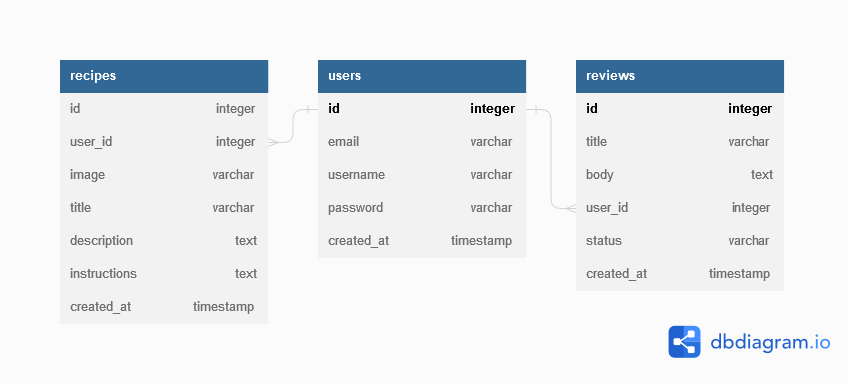 recipes
id integer
user_id integer
image varchar
title varchar
description text
instructions text
created_at timestamp
users
id integer
email varchar
username varchar
password varchar
created_at timestamp
reviews
id integer
title varchar
body text
user_id integer
status varchar
created_at timestamp
dbdiagram.io